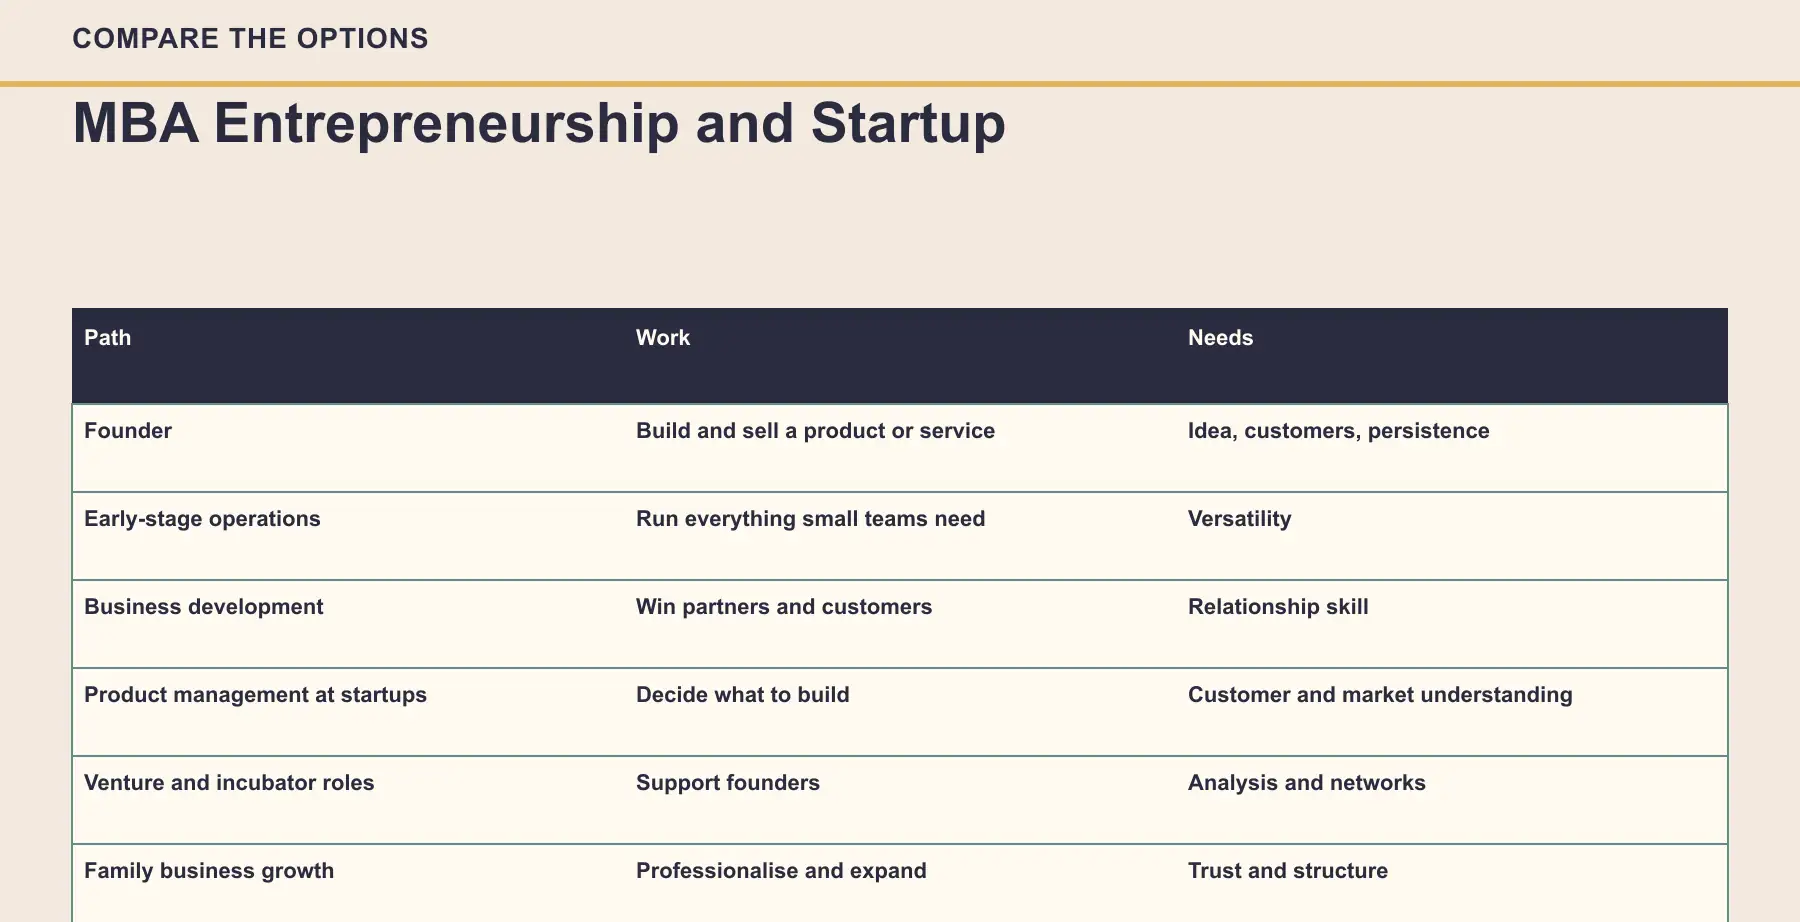 COMPARE THE OPTIONS
MBA Entrepreneurship and Startup
Path Work Needs
Founder Build and sell a product or service Idea, customers, persistence
Early-stage operations Run everything small teams need Versatility
Business development Win partners and customers Relationship skill
Product management at startups Decide what to build Customer and market understanding
Venture and incubator roles Support founders Analysis and networks
Family business growth Professionalise and expand Trust and structure